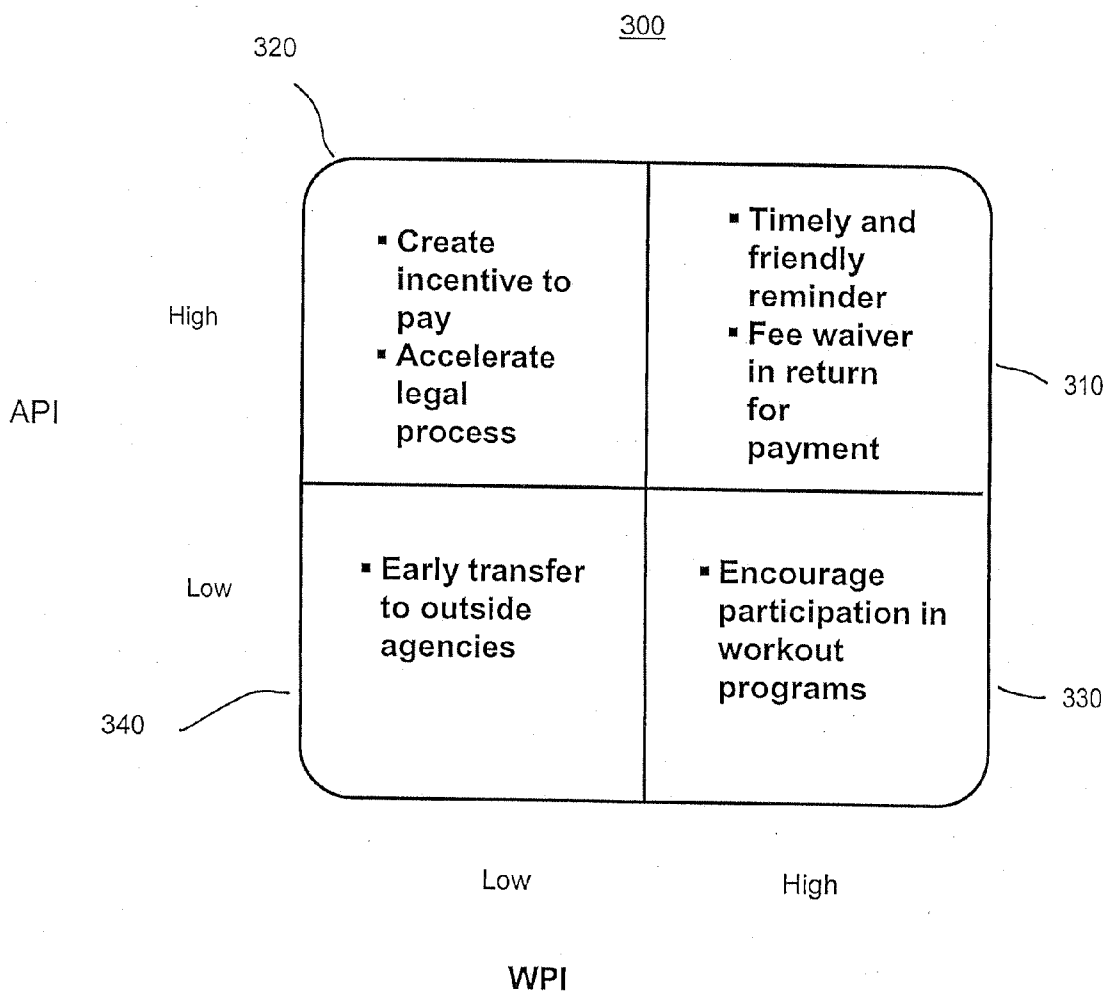 300
320
▪ Create
incentive to
pay
▪ Accelerate
legal
process
▪ Timely and
friendly
reminder
▪ Fee waiver
in return
for
payment
High
310
API
▪ Early transfer
to outside
agencies
▪ Encourage
participation in
workout
programs
Low
340
330
Low
High
WPI